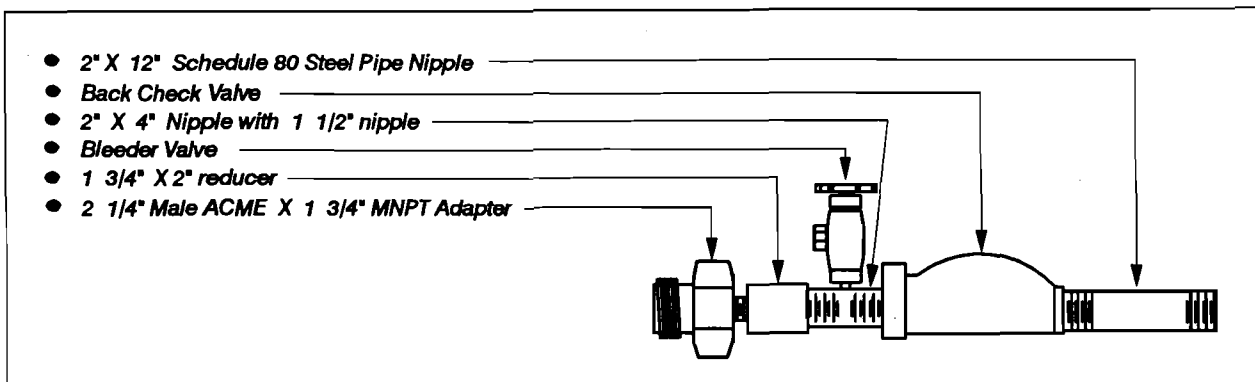 ● 2" X 12" Schedule 80 Steel Pipe Nipple
● Back Check Valve
● 2" X 4" Nipple with 1 1/2" nipple
● Bleeder Valve
● 1 3/4" X 2" reducer
● 2 1/4" Male ACME X 1 3/4" MNPT Adapter